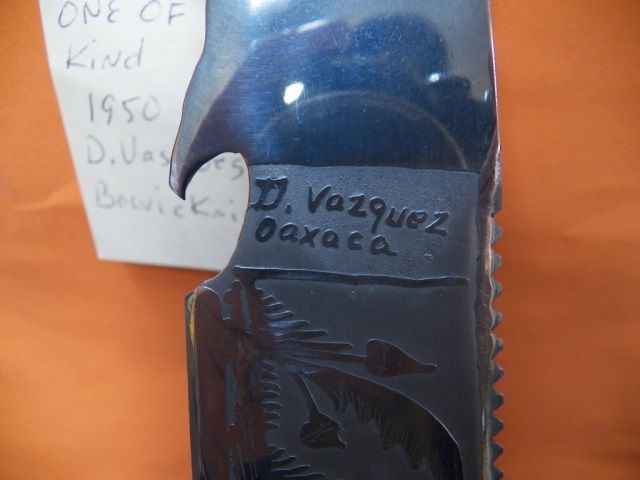 ONE OF
Kind
1950
D.
D. Vazquez
Oaxaca